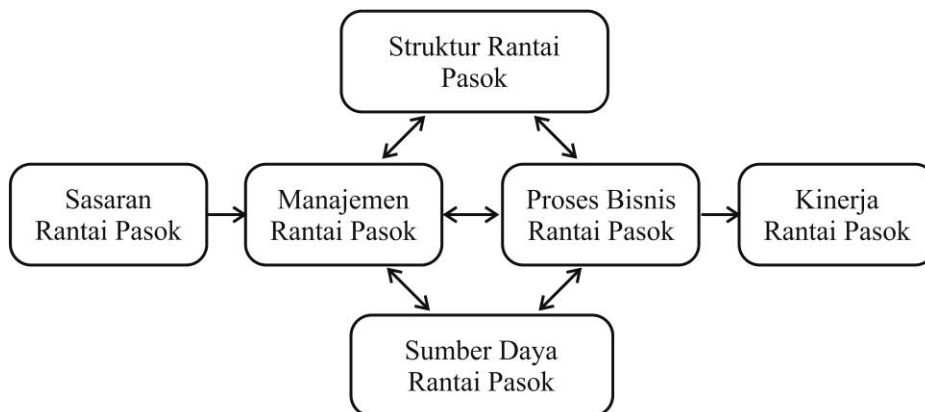 Struktur Rantai
Pasok
Sasaran
Rantai Pasok
Manajemen
Rantai Pasok
Proses Bisnis
Rantai Pasok
Kinerja
Rantai Pasok
Sumber Daya
Rantai Pasok